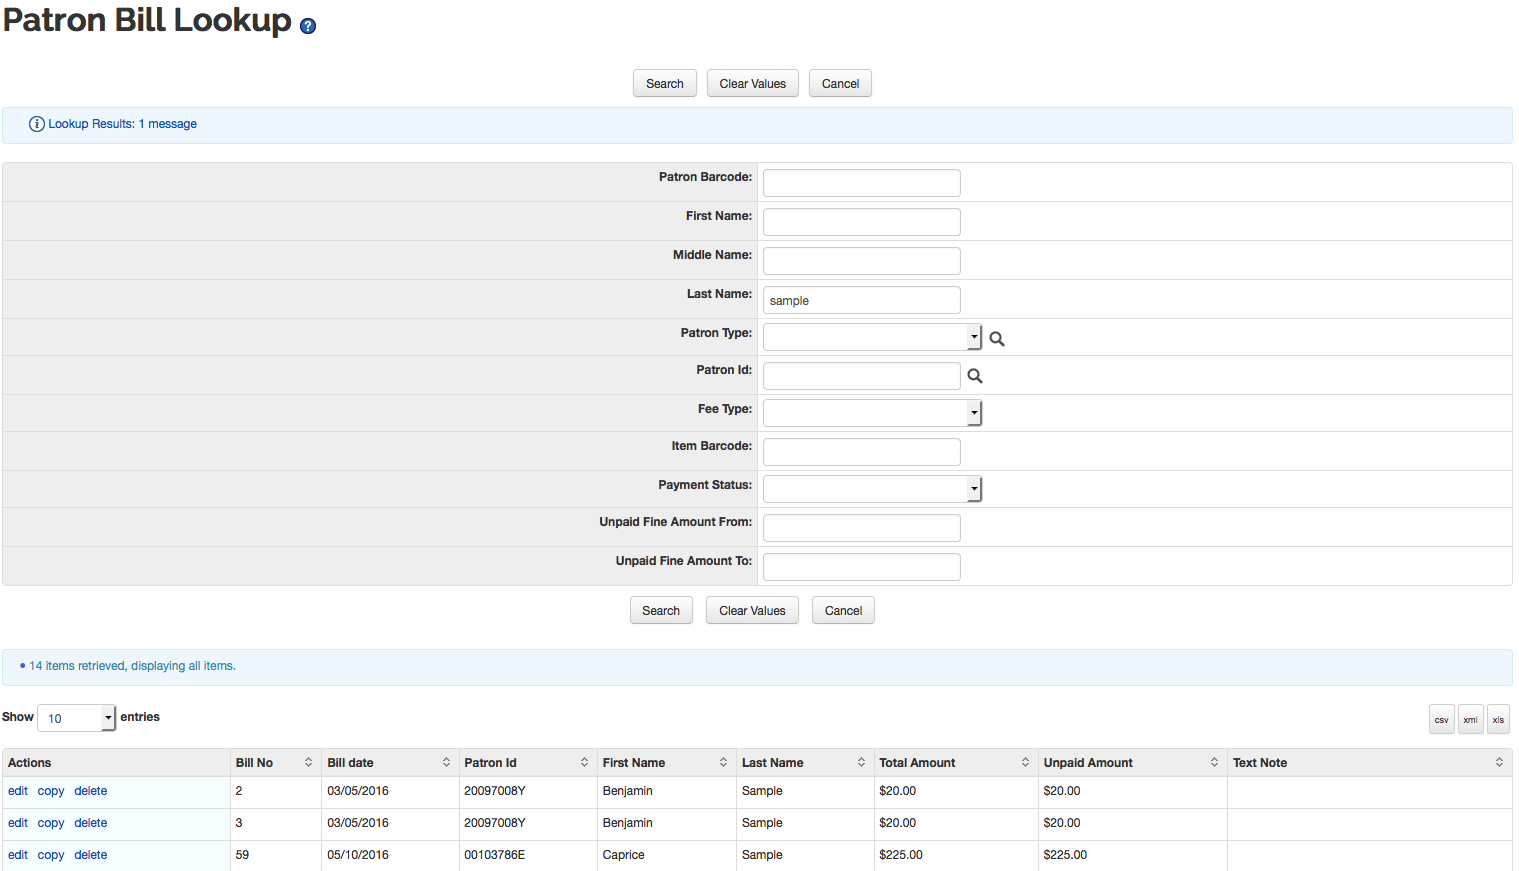 Patron Bill Lookup ?
Search Clear Values Cancel
i Lookup Results: 1 message
Patron Barcode:
First Name:
Middle Name:
Last Name: sample
Patron Type:
Patron Id:
Fee Type:
Item Barcode:
Payment Status:
Unpaid Fine Amount From:
Unpaid Fine Amount To:
Search Clear Values Cancel
• 14 items retrieved, displaying all items.
Show 10 entries csv xml xls
Actions Bill No Bill date Patron Id First Name Last Name Total Amount Unpaid Amount Text Note
edit copy delete 2 03/05/2016 20097008Y Benjamin Sample $20.00 $20.00
edit copy delete 3 03/05/2016 20097008Y Benjamin Sample $20.00 $20.00
edit copy delete 59 05/10/2016 00103786E Caprice Sample $225.00 $225.00